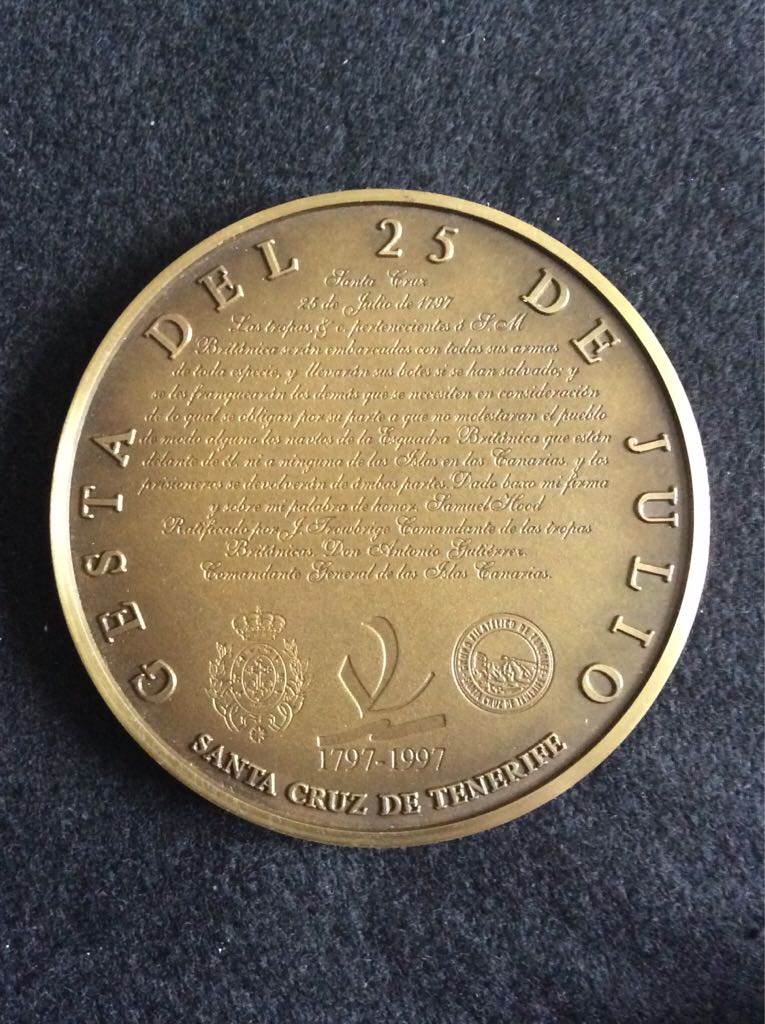 GESTA DEL 25 DE JULIO
Santa Cruz
25 de Julio de 1797
Las tropas, & c. pertenecientes á S. M
Británica serán embarcadas con todas sus armas
de toda especie, y llevarán sus botes si se han salvado, y
se les franquearán los demás que se necesiten en consideración
de lo qual se obligan por su parte a que no molestaran el pueblo
de modo alguno los navios de la Esquadra Británica que están
delante de él, ni a ninguna de las Islas en las Canarias, y los
prisioneros se devolverán de ámbas partes. Dado baxo mi firma
y sobre mi palabra de honor. Samuel Hood
Ratificado por J. Trowbrige Comandante de las tropas
Británicas. Don Antonio Gutiérrez.
Comandante General de las Islas Canarias.
1797-1997
SANTA CRUZ DE TENERIFE